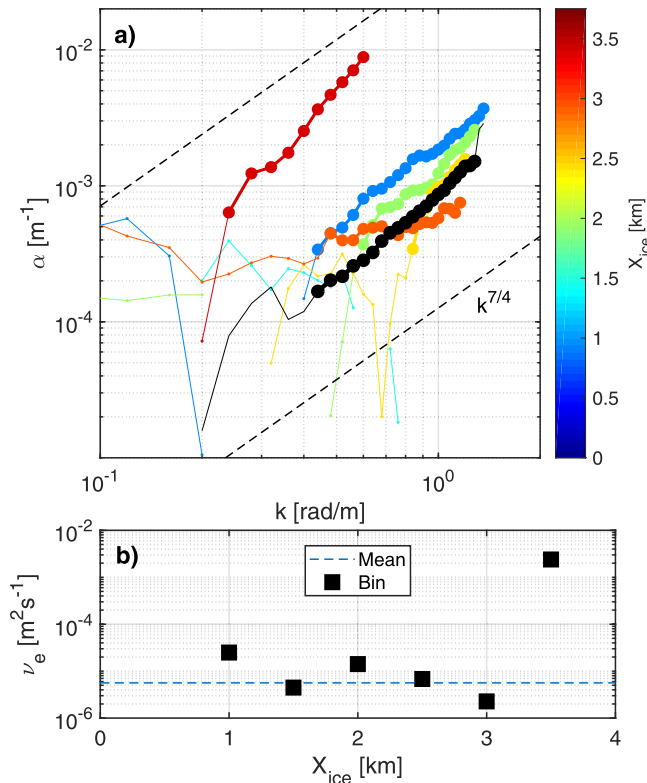 a)
10^-2
10^-3
10^-4
α [m^-1]
k^7/4
10^-1
10^0
k [rad/m]
3.5
3
2.5
2
1.5
1
0.5
0
X_ice [km]
b)
10^-2
10^-4
10^-6
ν_e [m^2s^-1]
Mean
Bin
0
1
2
3
4
X_ice [km]